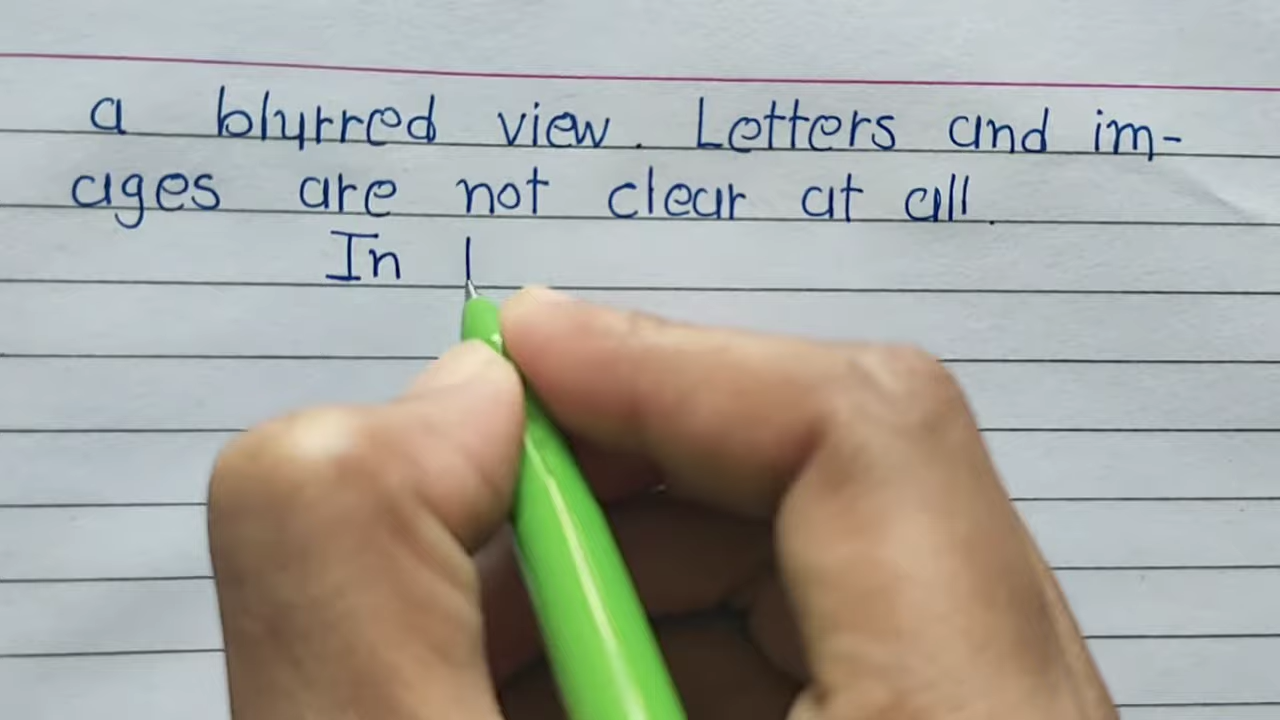 a blurred view. Letters and im-
ages are not clear at all.
In